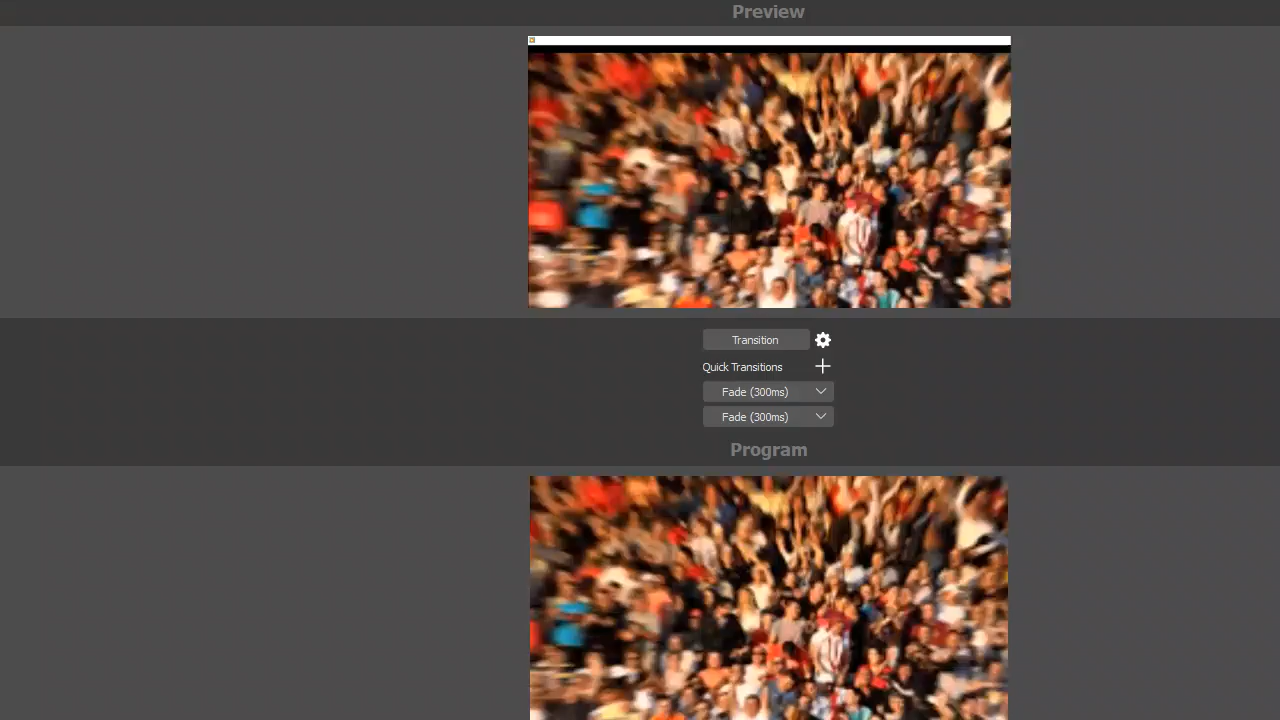 Preview
Transition
Quick Transitions
Fade (300ms)
Fade (300ms)
Program